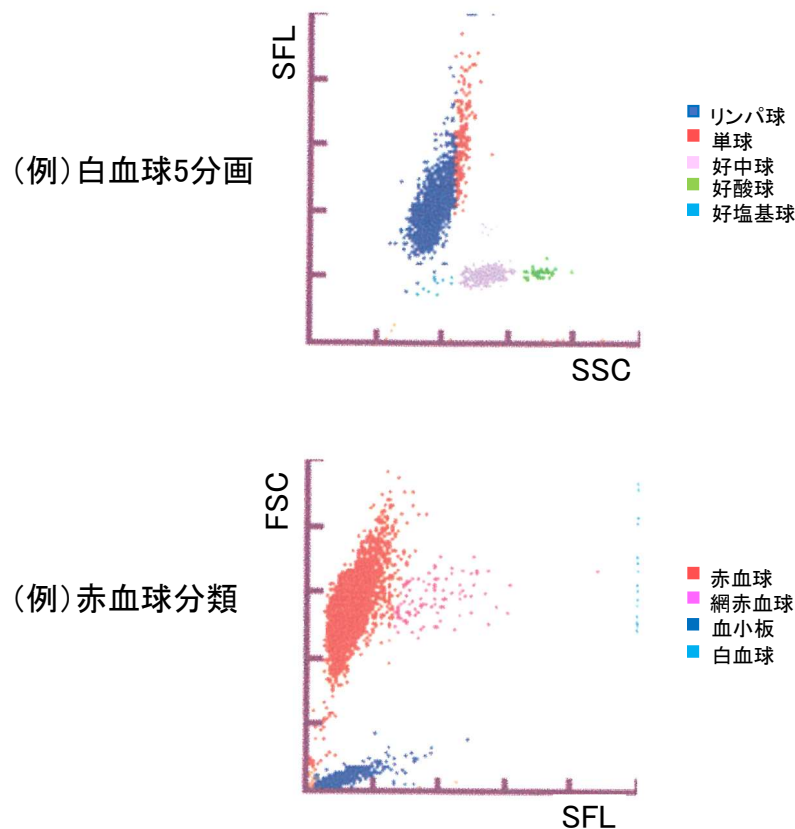 SFL
(例)白血球5分画
リンパ球
単球
好中球
好酸球
好塩基球
SSC
FSC
(例)赤血球分類
赤血球
網赤血球
血小板
白血球
SFL